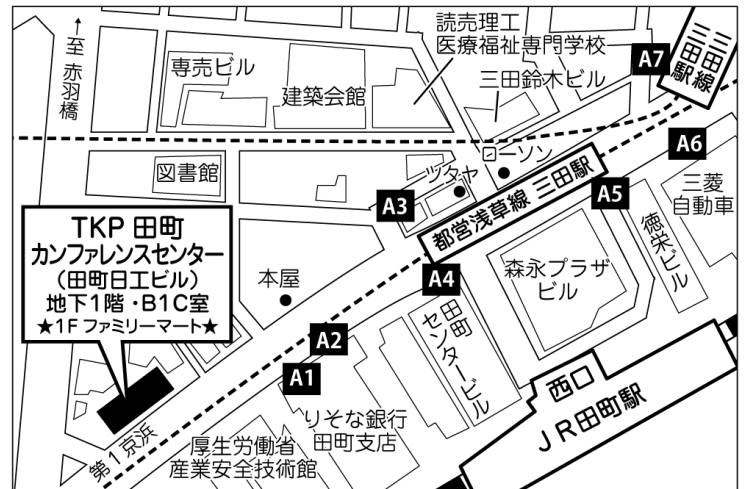 ↑至 赤羽橋
専売ビル
建築会館
読売理工
医療福祉専門学校
三田鈴木ビル
A7
三田線
三田駅
図書館
ツタヤ
ローソン
A6
A3
都営浅草線 三田駅
A5
三菱
自動車
徳栄ビル
TKP 田町
カンファレンスセンター
(田町日工ビル)
地下1階・B1C室
★1F ファミリーマート★
本屋
A4
森永プラザ
ビル
田町
センタービル
A2
A1
西口
JR田町駅
りそな銀行
田町支店
第1京浜
厚生労働省
産業安全技術館